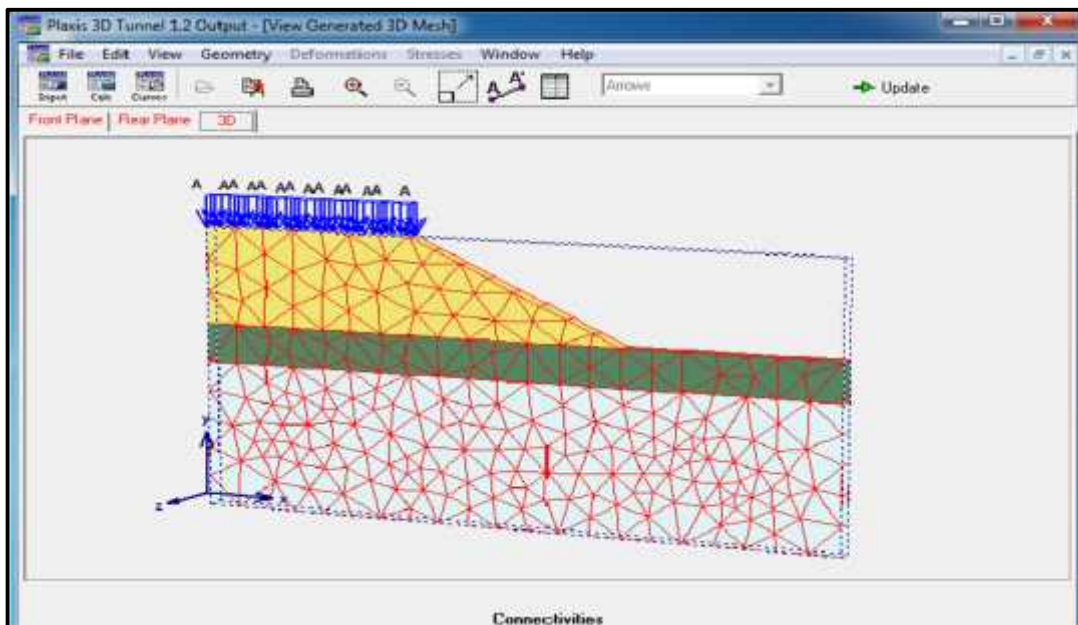 Plaxis 3D Tunnel 1.2 Output - [View Generated 3D Mesh]
File Edit View Geometry Deformations Stresses Window Help
Input Calc Curves A A* Arrows Update
Front Plane Rear Plane 3D
A AA AA AA AA AA AA A
y
z x
Connectivities